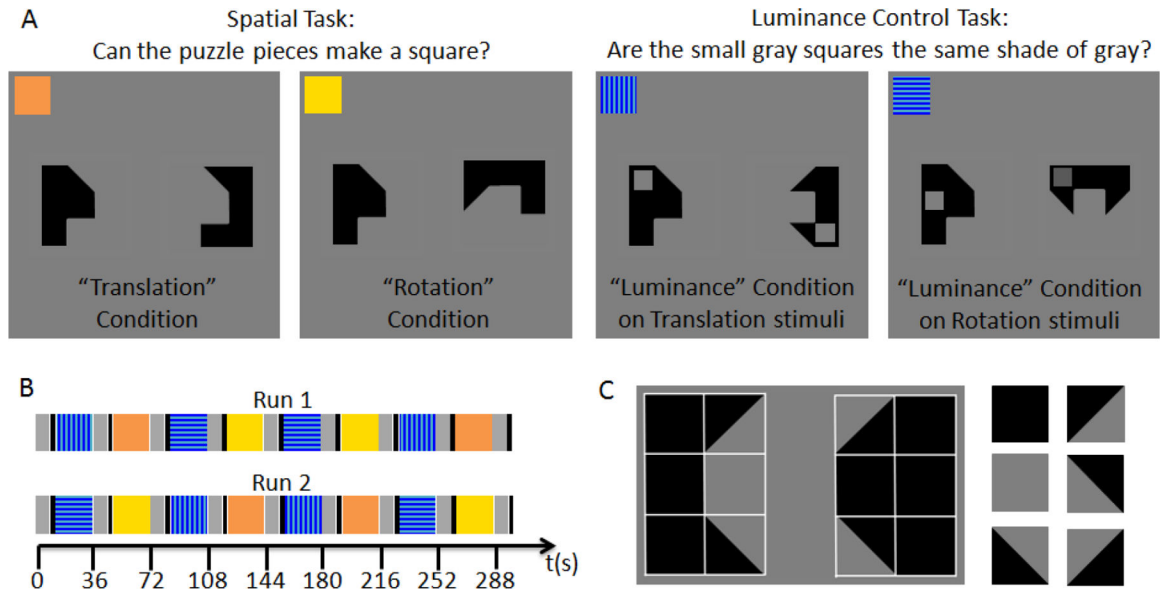 A
Spatial Task:
Can the puzzle pieces make a square?
Luminance Control Task:
Are the small gray squares the same shade of gray?
“Translation”
Condition
“Rotation”
Condition
“Luminance” Condition
on Translation stimuli
“Luminance” Condition
on Rotation stimuli
B
Run 1
Run 2
t(s)
0 36 72 108 144 180 216 252 288
C